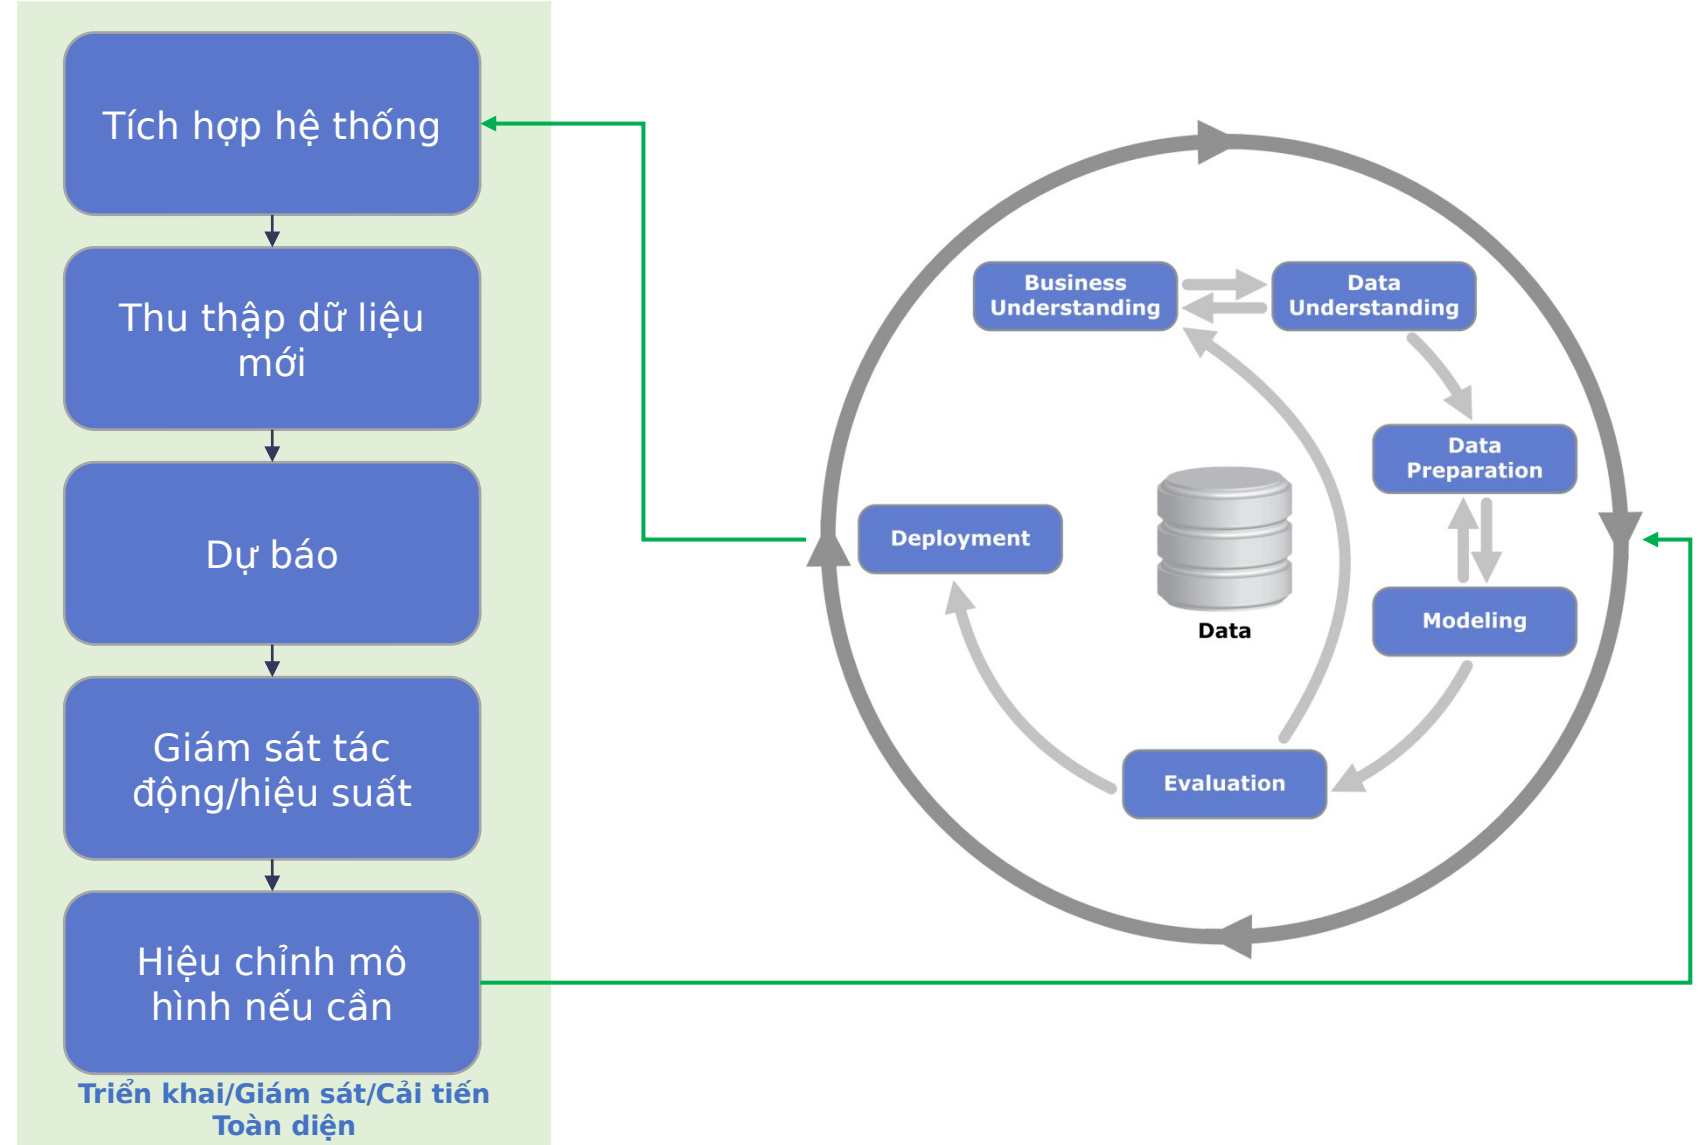 Tích hợp hệ thống
Thu thập dữ liệu
mới
Dự báo
Giám sát tác
động/hiệu suất
Hiệu chỉnh mô
hình nếu cần
Triển khai/Giám sát/Cải tiến
Toàn diện
Business
Understanding
Data
Understanding
Data
Preparation
Modeling
Evaluation
Deployment
Data